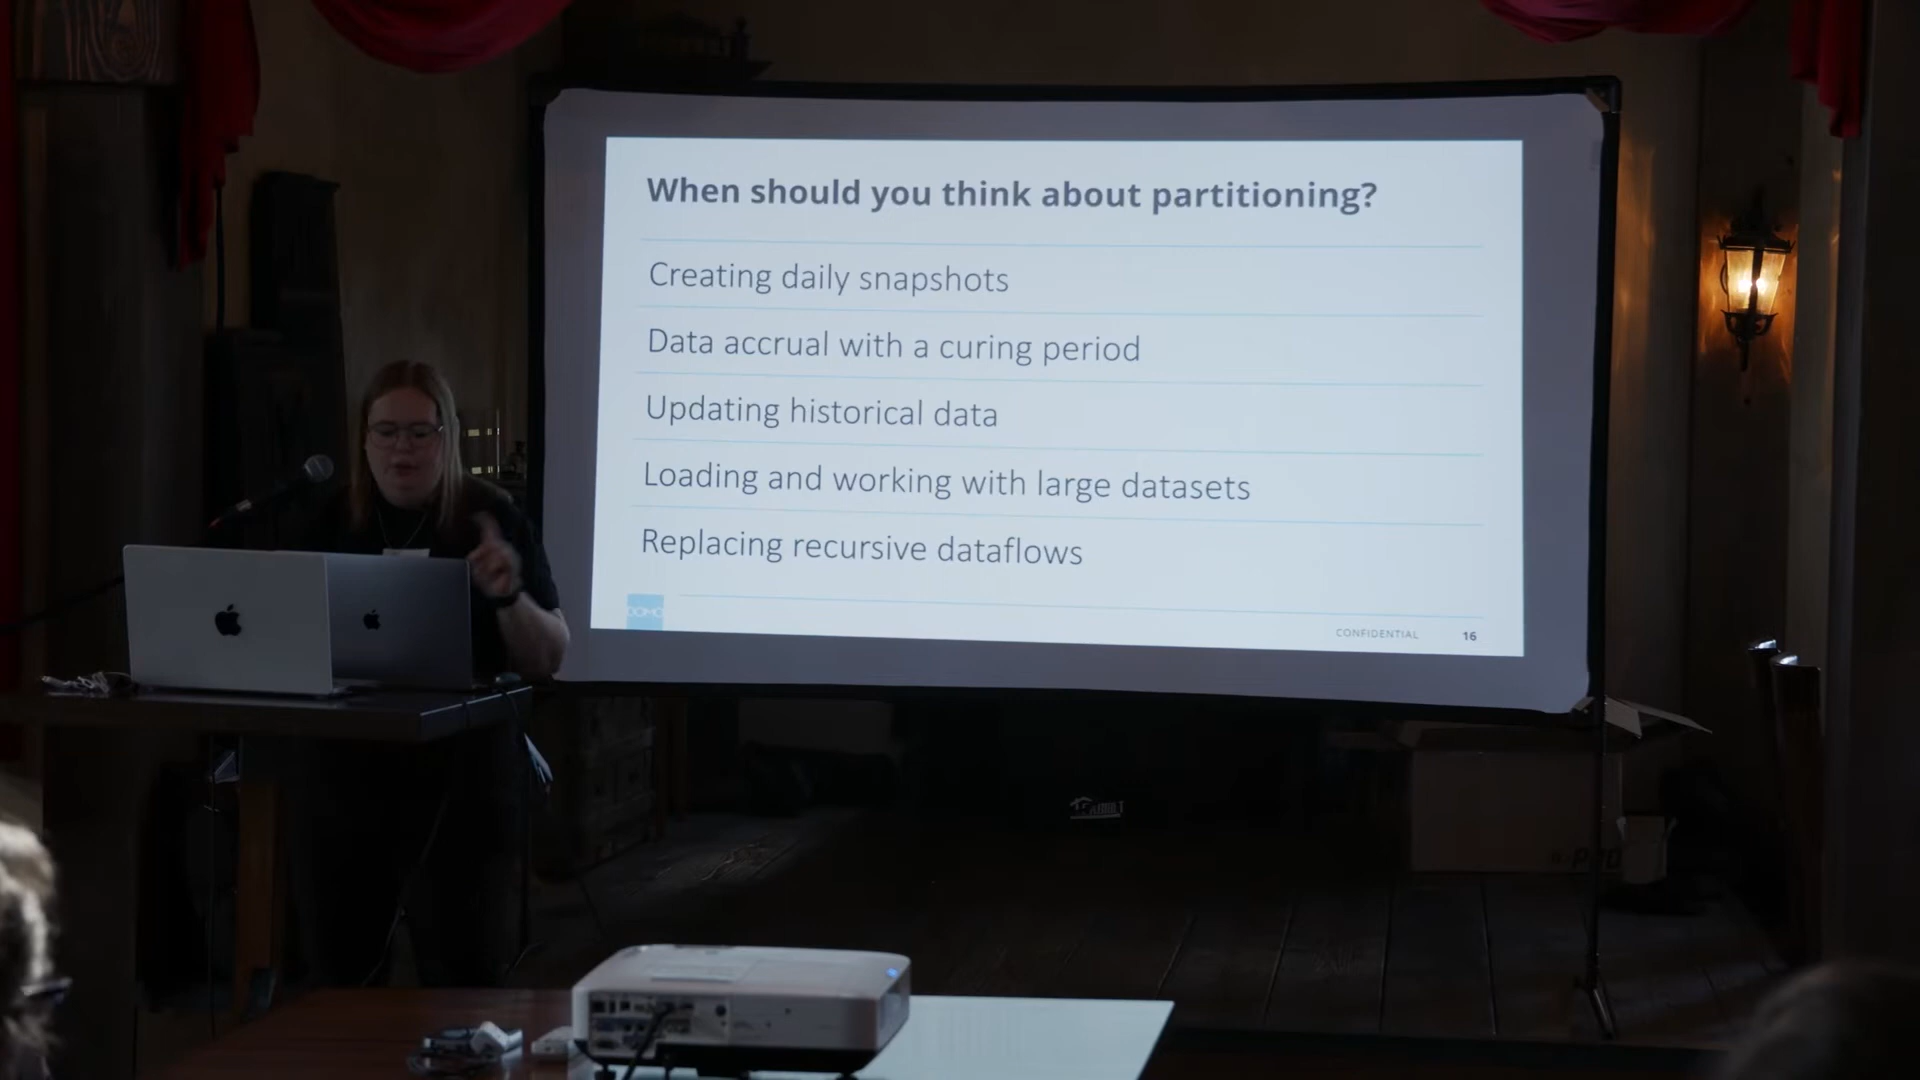 When should you think about partitioning?
Creating daily snapshots
Data accrual with a curing period
Updating historical data
Loading and working with large datasets
Replacing recursive dataflows
DOMO
CONFIDENTIAL
16